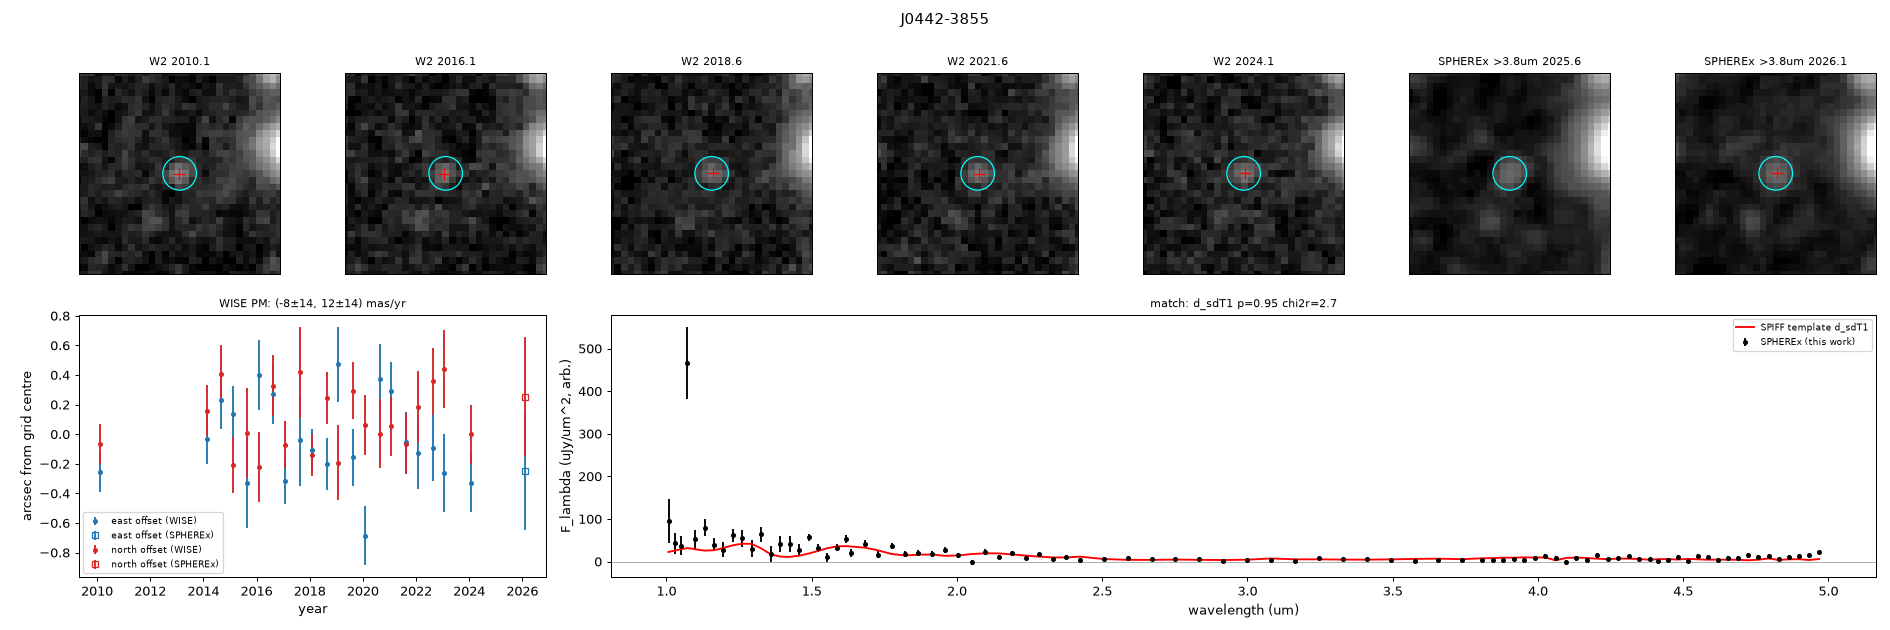 J0442-3855
W2 2010.1
W2 2016.1
W2 2018.6
W2 2021.6
W2 2024.1
SPHEREx >3.8um 2025.6
SPHEREx >3.8um 2026.1
WISE PM: (-8±14, 12±14) mas/yr
arcsec from grid centre
0.8
0.6
0.4
0.2
0.0
−0.2
−0.4
−0.6
−0.8
east offset (WISE)
east offset (SPHEREx)
north offset (WISE)
north offset (SPHEREx)
2010 2012 2014 2016 2018 2020 2022 2024 2026
year
match: d_sdT1 p=0.95 chi2r=2.7
F_lambda (uJy/um^2, arb.)
500
400
300
200
100
0
SPIFF template d_sdT1
SPHEREx (this work)
1.0 1.5 2.0 2.5 3.0 3.5 4.0 4.5 5.0
wavelength (um)